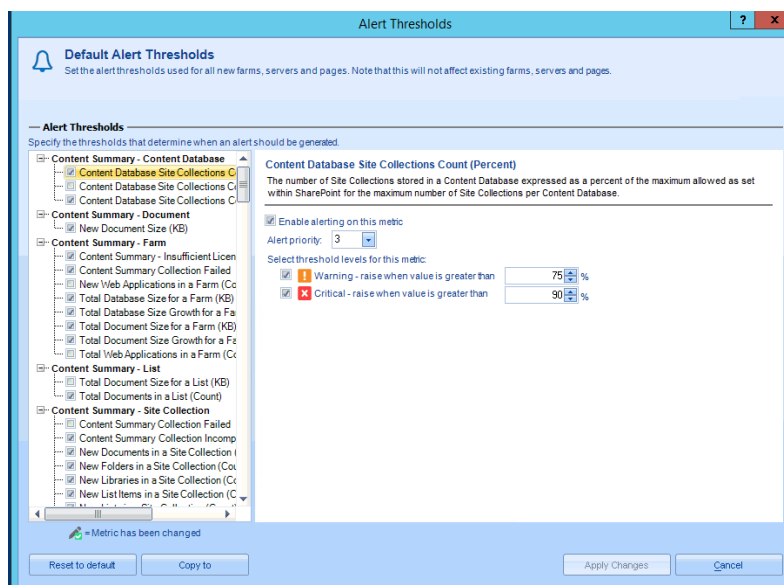 Alert Thresholds
? x
Default Alert Thresholds
Set the alert thresholds used for all new farms, servers and pages. Note that this will not affect existing farms, servers and pages.
Alert Thresholds
Specify the thresholds that determine when an alert should be generated.
Content Summary - Content Database
Content Database Site Collections Co
Content Database Site Collections Co
Content Database Site Collections C
Content Summary - Document
New Document Size (KB)
Content Summary - Farm
Content Summary - Insufficient Licen
Content Summary Collection Failed
New Web Applications in a Farm (Co
Total Database Size for a Farm (KB)
Total Database Size Growth for a Fa
Total Document Size for a Farm (KB)
Total Document Size Growth for a Fa
Total Web Applications in a Farm (Co
Content Summary - List
Total Document Size for a List (KB)
Total Documents in a List (Count)
Content Summary - Site Collection
Content Summary Collection Failed
Content Summary Collection Incomp
New Documents in a Site Collection (
New Folders in a Site Collection (Cou
New Libraries in a Site Collection (Co
New List Items in a Site Collection (C
Content Database Site Collections Count (Percent)
The number of Site Collections stored in a Content Database expressed as a percent of the maximum allowed as set
within SharePoint for the maximum number of Site Collections per Content Database.
Enable alerting on this metric
Alert priority: 3
Select threshold levels for this metric:
Warning - raise when value is greater than 75 %
Critical - raise when value is greater than 90 %
= Metric has been changed
Reset to default
Copy to
Apply Changes
Cancel